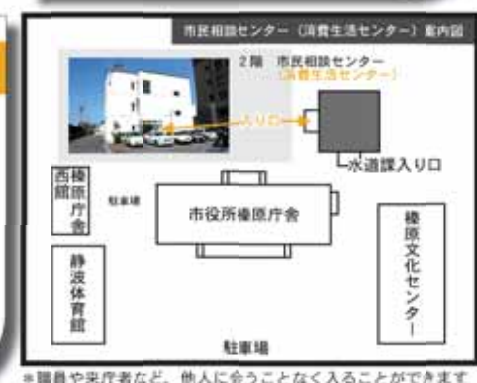 市民相談センター（消費生活センター）案内図
2階 市民相談センター
（消費生活センター）
入り口
水道課入り口
榛原庁舎
西館
駐車場
市役所榛原庁舎
榛原文化センター
静波体育館
駐車場
*職員や来庁者など、他人に会うことなく入ることができます